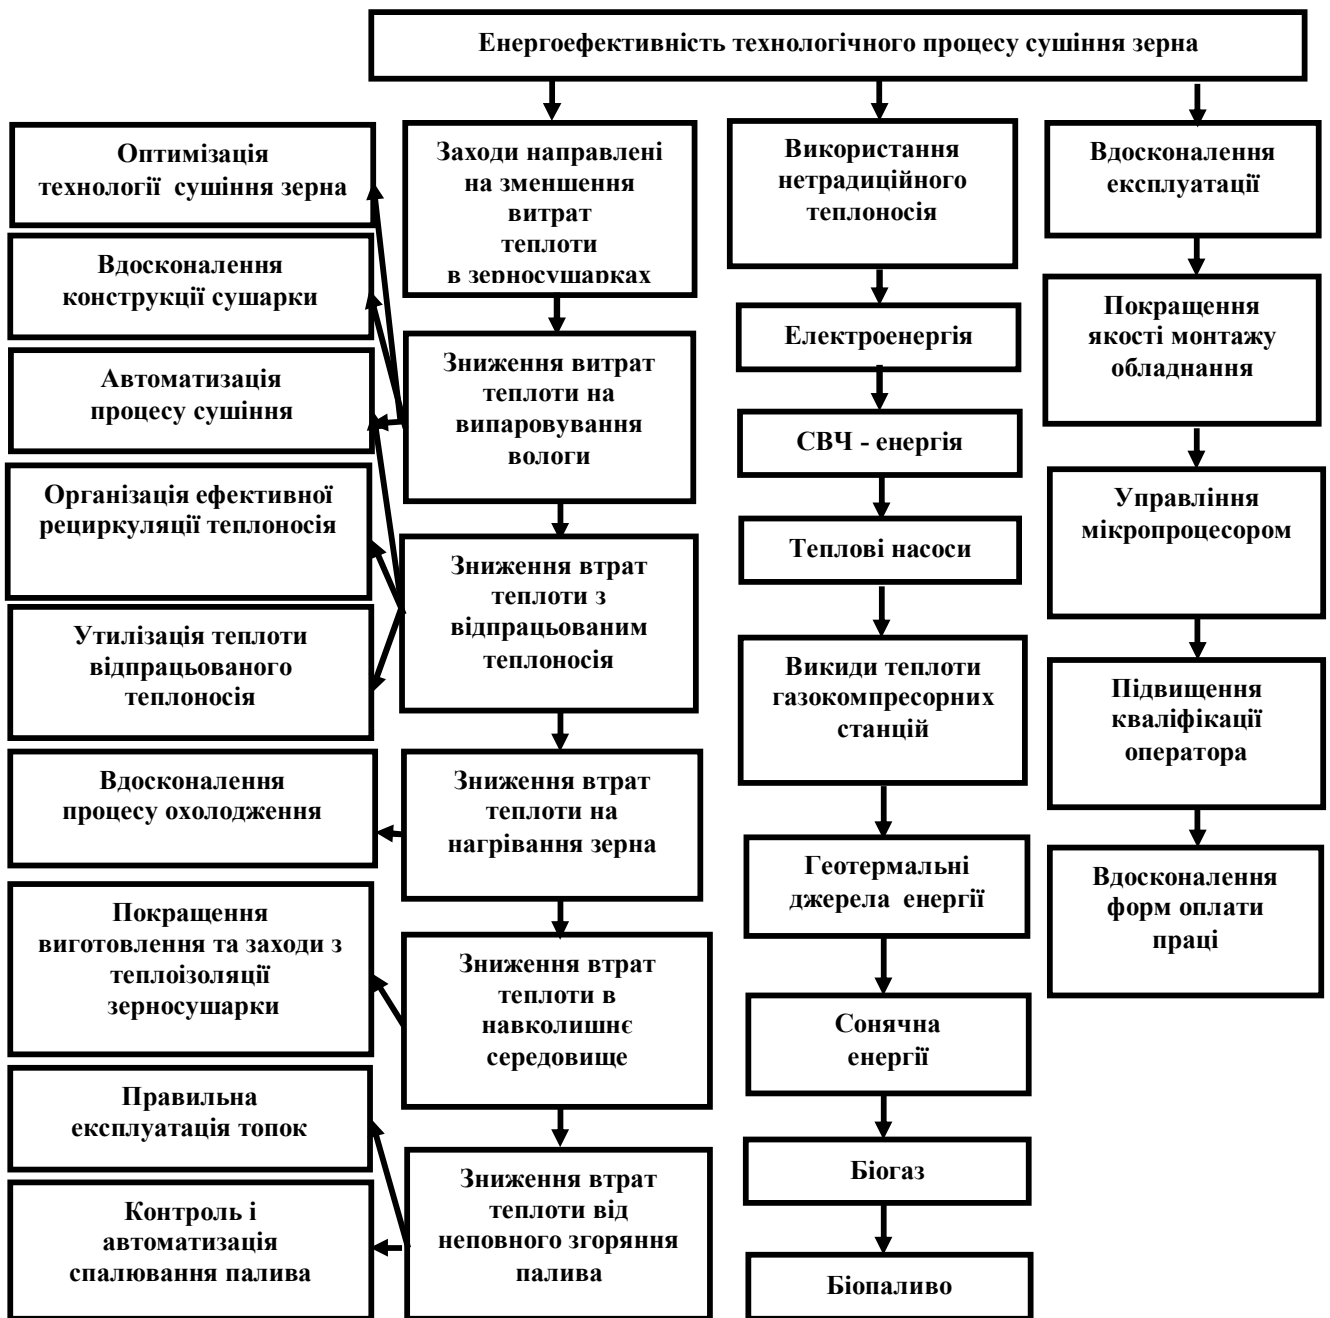 Енергоефективність технологічного процесу сушіння зерна
Оптимізація
технології сушіння зерна
Вдосконалення
конструкції сушарки
Автоматизація
процесу сушіння
Організація ефективної
рециркуляції теплоносія
Утилізація теплоти
відпрацьованого
теплоносія
Вдосконалення
процесу охолодження
Покращення
виготовлення та заходи з
теплоізоляції
зерносушарки
Правильна
експлуатація топок
Контроль і
автоматизація
спалювання палива
Заходи направлені
на зменшення
витрат
теплоти
в зерносушарках
Зниження витрат
теплоти на
випаровування
вологи
Зниження втрат
теплоти з
відпрацьованим
теплоносія
Зниження втрат
теплоти на
нагрівання зерна
Зниження втрат
теплоти в
навколишнє
середовище
Зниження втрат
теплоти від
неповного згоряння
палива
Використання
нетрадиційного
теплоносія
Електроенергія
СВЧ - енергія
Теплові насоси
Викиди теплоти
газокомпресорних
станцій
Геотермальні
джерела енергії
Сонячна
енергії
Біогаз
Біопаливо
Вдосконалення
експлуатації
Покращення
якості монтажу
обладнання
Управління
мікропроцесором
Підвищення
кваліфікації
оператора
Вдосконалення
форм оплати
праці